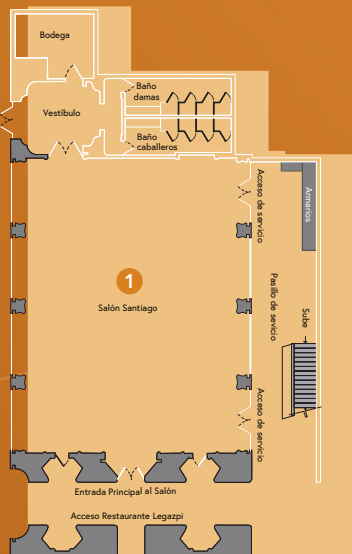 Bodega
Baño
damas
Vestíbulo
Baño
caballeros
Acceso de servicio
Armarios
1
Salón Santiago
Pasillo de sevicio
Sube
Acceso de servicio
Entrada Principal al Salón
Acceso Restaurante Legazpi